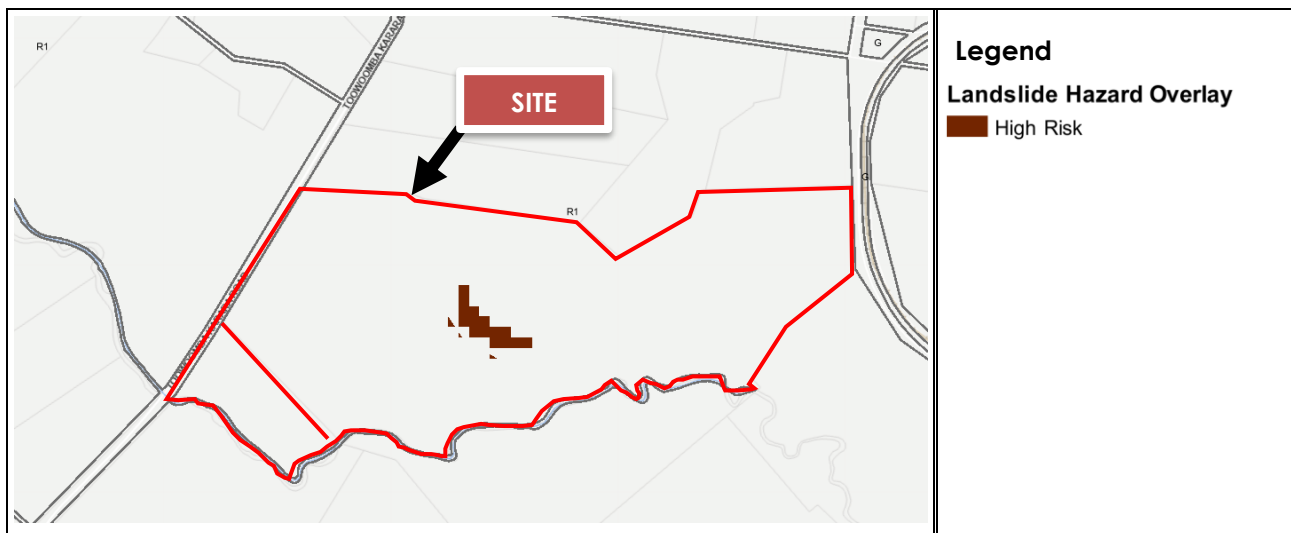 R1
TOOWOOMBA KARARA
G
SITE
G
R1
Legend
Landslide Hazard Overlay
High Risk